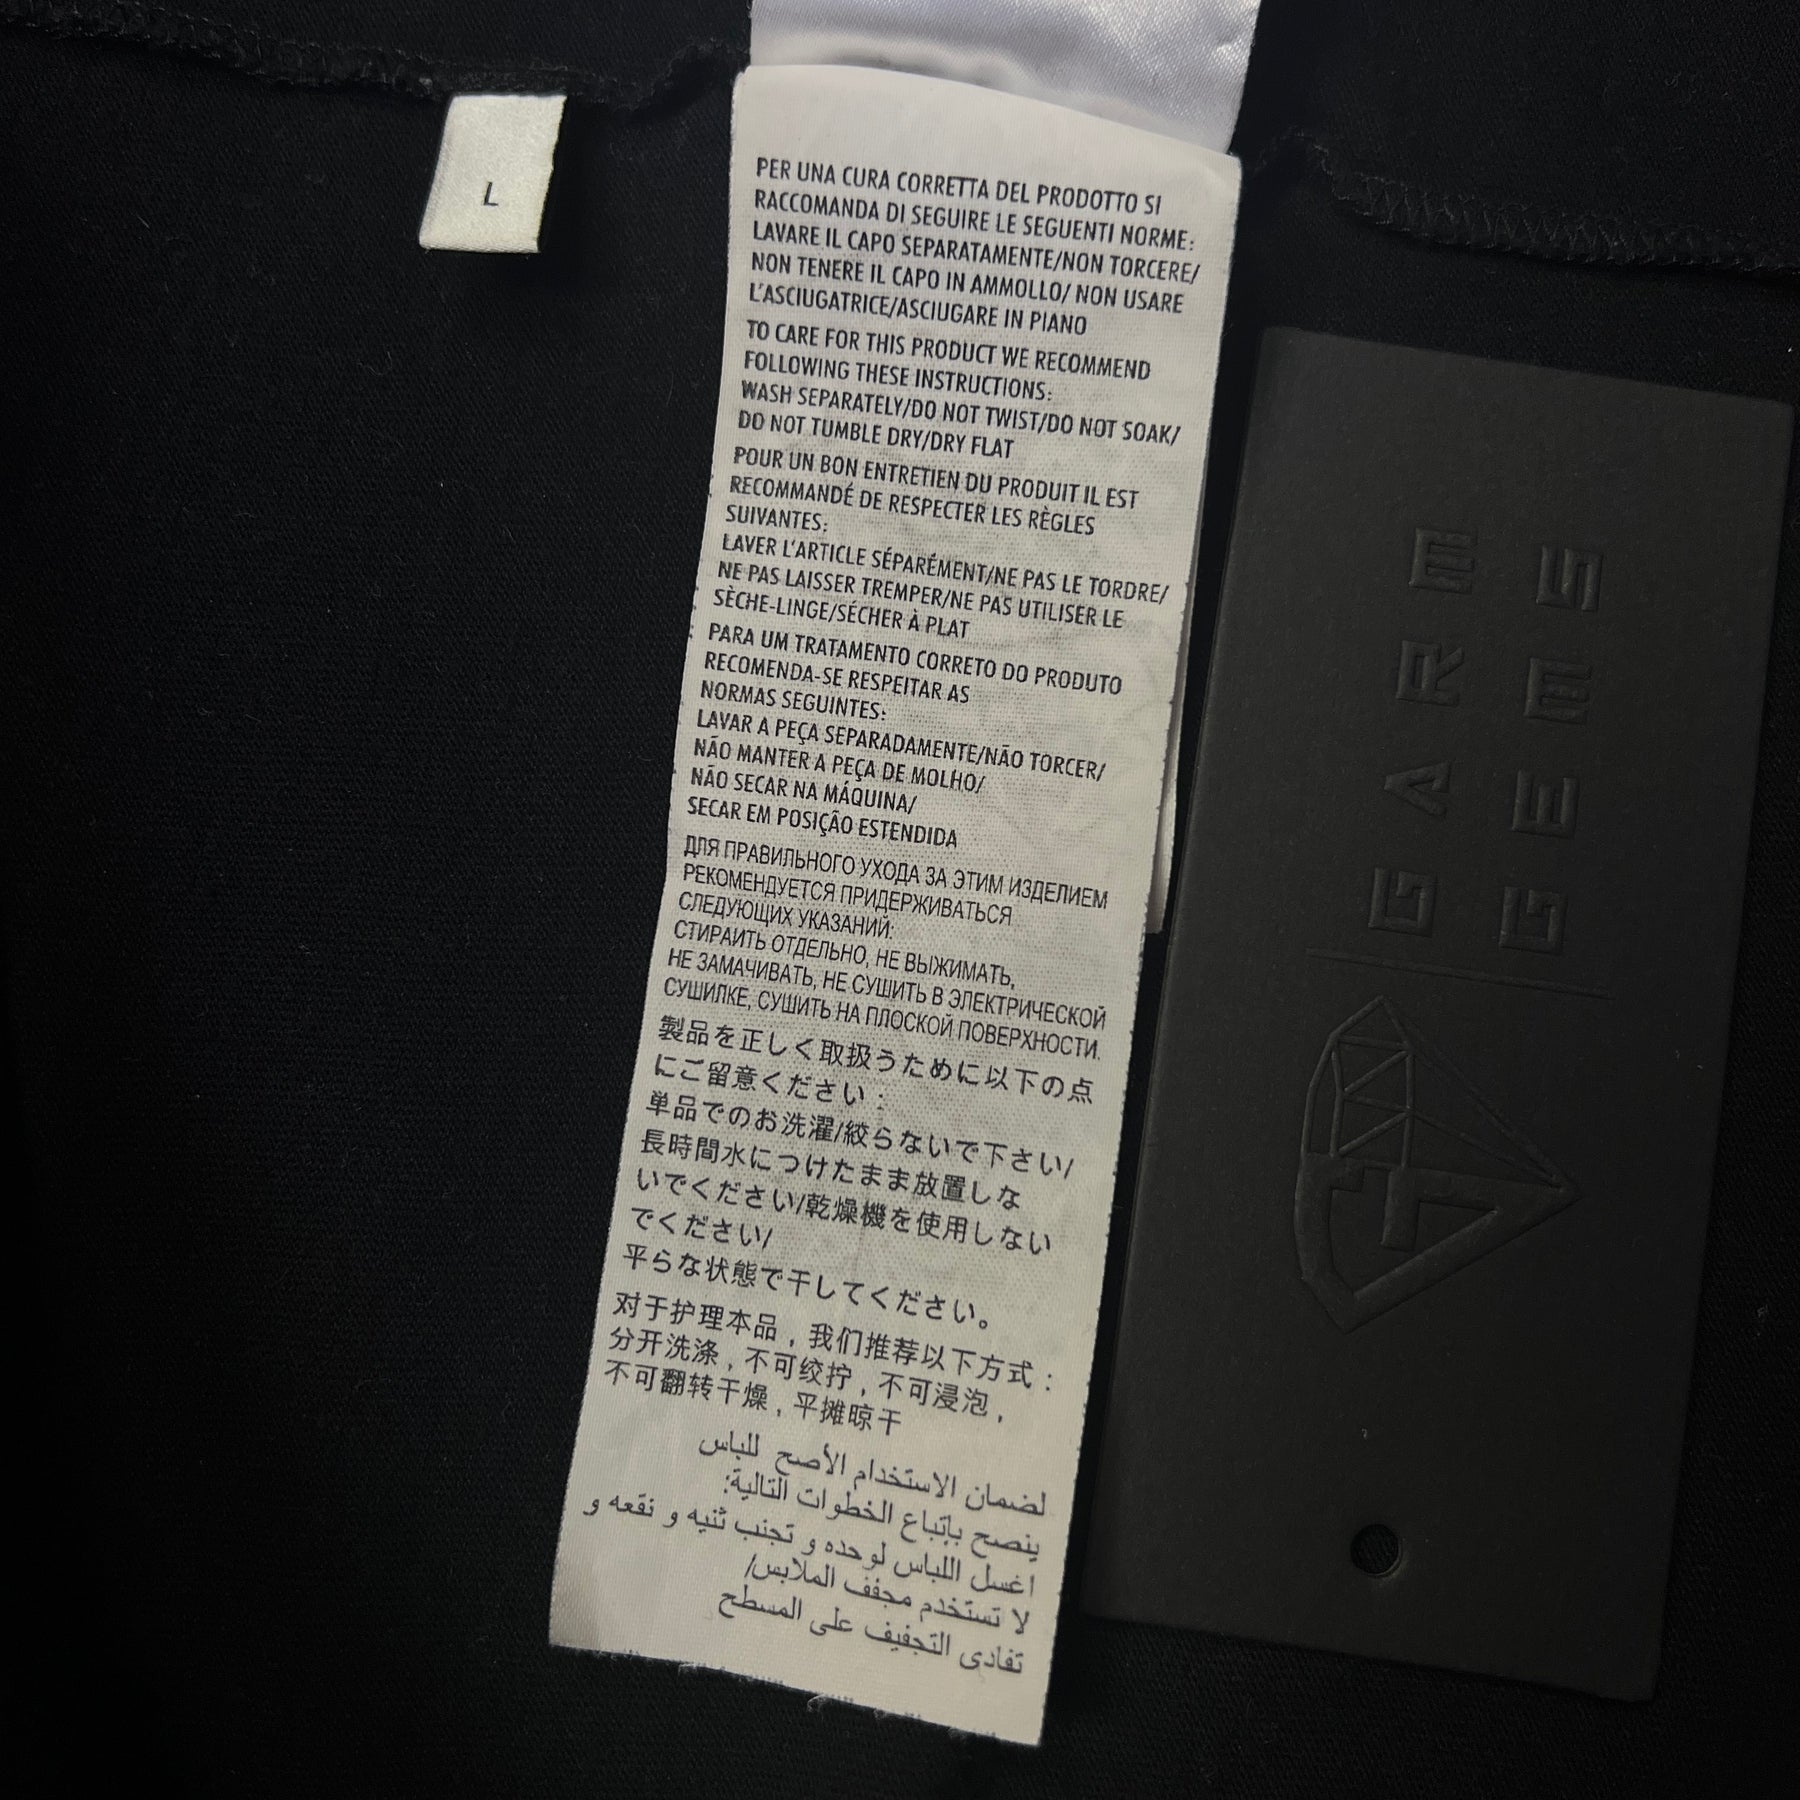 L
PER UNA CURA CORRETTA DEL PRODOTTO SI
RACCOMANDA DI SEGUIRE LE SEGUENTI NORME:
LAVARE IL CAPO SEPARATAMENTE/NON TORCERE/
NON TENERE IL CAPO IN AMMOLLO/ NON USARE
L'ASCIUGATRICE/ASCIUGARE IN PIANO
TO CARE FOR THIS PRODUCT WE RECOMMEND
FOLLOWING THESE INSTRUCTIONS:
WASH SEPARATELY/DO NOT TWIST/DO NOT SOAK/
DO NOT TUMBLE DRY/DRY FLAT
POUR UN BON ENTRETIEN DU PRODUIT IL EST
RECOMMANDÉ DE RESPECTER LES RÈGLES
SUIVANTES:
LAVER L'ARTICLE SÉPARÉMENT/NE PAS LE TORDRE/
NE PAS LAISSER TREMPER/NE PAS UTILISER LE
SÈCHE-LINGE/SÉCHER À PLAT
PARA UM TRATAMENTO CORRETO DO PRODUTO
RECOMENDA-SE RESPEITAR AS
NORMAS SEGUINTES:
LAVAR A PEÇA SEPARADAMENTE/NÃO TORCER/
NÃO MANTER A PEÇA DE MOLHO/
NÃO SECAR NA MÁQUINA/
SECAR EM POSIÇÃO ESTENDIDA
ДЛЯ ПРАВИЛЬНОГО УХОДА ЗА ЭТИМ ИЗДЕЛИЕМ
РЕКОМЕНДУЕТСЯ ПРИДЕРЖИВАТЬСЯ
СЛЕДУЮЩИХ УКАЗАНИЙ:
СТИРАИТЬ ОТДЕЛЬНО, НЕ ВЫЖИМАТЬ,
НЕ ЗАМАЧИВАТЬ, НЕ СУШИТЬ В ЭЛЕКТРИЧЕСКОЙ
СУШИЛКЕ, СУШИТЬ НА ПЛОСКОЙ ПОВЕРХНОСТИ.
製品を正しく取扱うために以下の点
にご留意ください：
単品でのお洗濯/絞らないで下さい/
長時間水につけたまま放置しな
いでください/乾燥機を使用しない
でください/
平らな状態で干してください。
对于护理本品，我们推荐以下方式：
分开洗涤，不可绞拧，不可浸泡，
不可翻转干燥，平摊晾干
لضمان الاستخدام الأصح للباس
ينصح بإتباع الخطوات التالية:
اغسل اللباس لوحده و تجنب ثنيه و نقعه و
لا تستخدم مجفف الملابس/
تفادى التجفيف على المسطح
GARM
GEMS